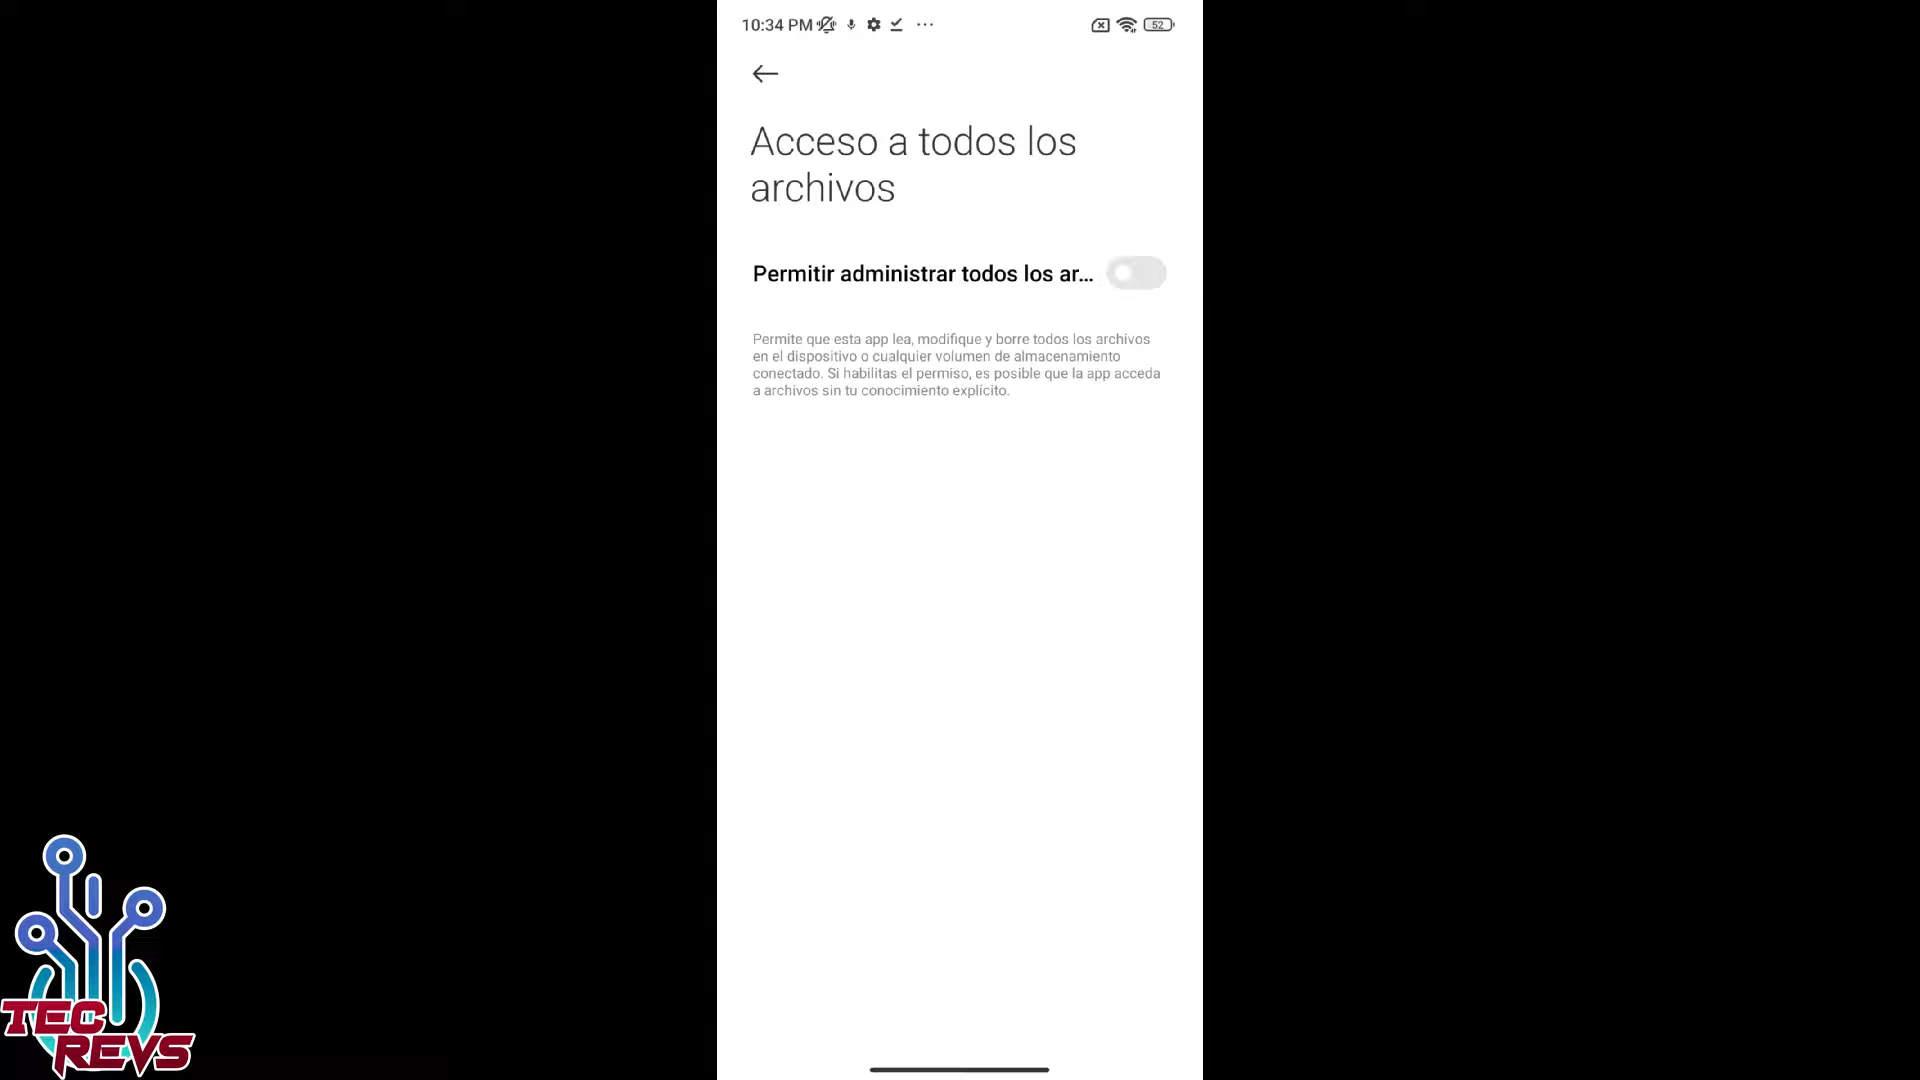 10:34 PM
52
Acceso a todos los
archivos
Permitir administrar todos los ar...
Permite que esta app lea, modifique y borre todos los archivos
en el dispositivo o cualquier volumen de almacenamiento
conectado. Si habilitas el permiso, es posible que la app acceda
a archivos sin tu conocimiento explícito.
TEC
REVS